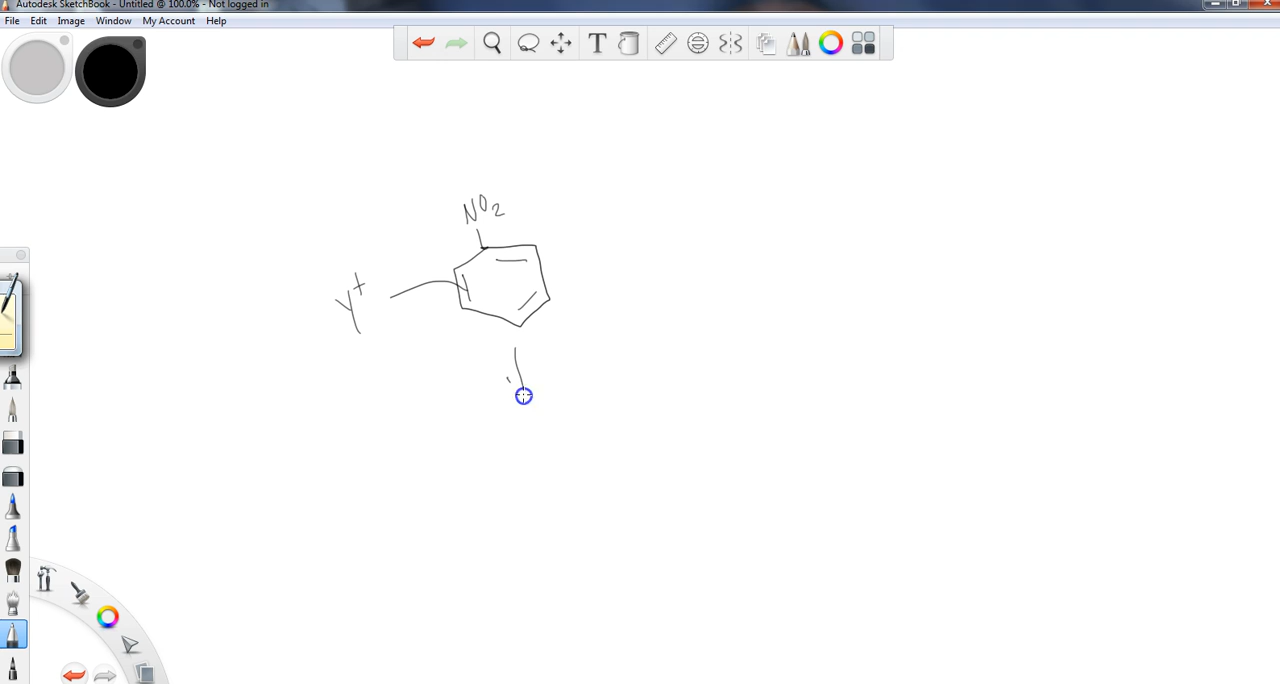 Autodesk SketchBook - Untitled @ 100.0% - Not logged in
File Edit Image Window My Account Help
T
NO2
Y+